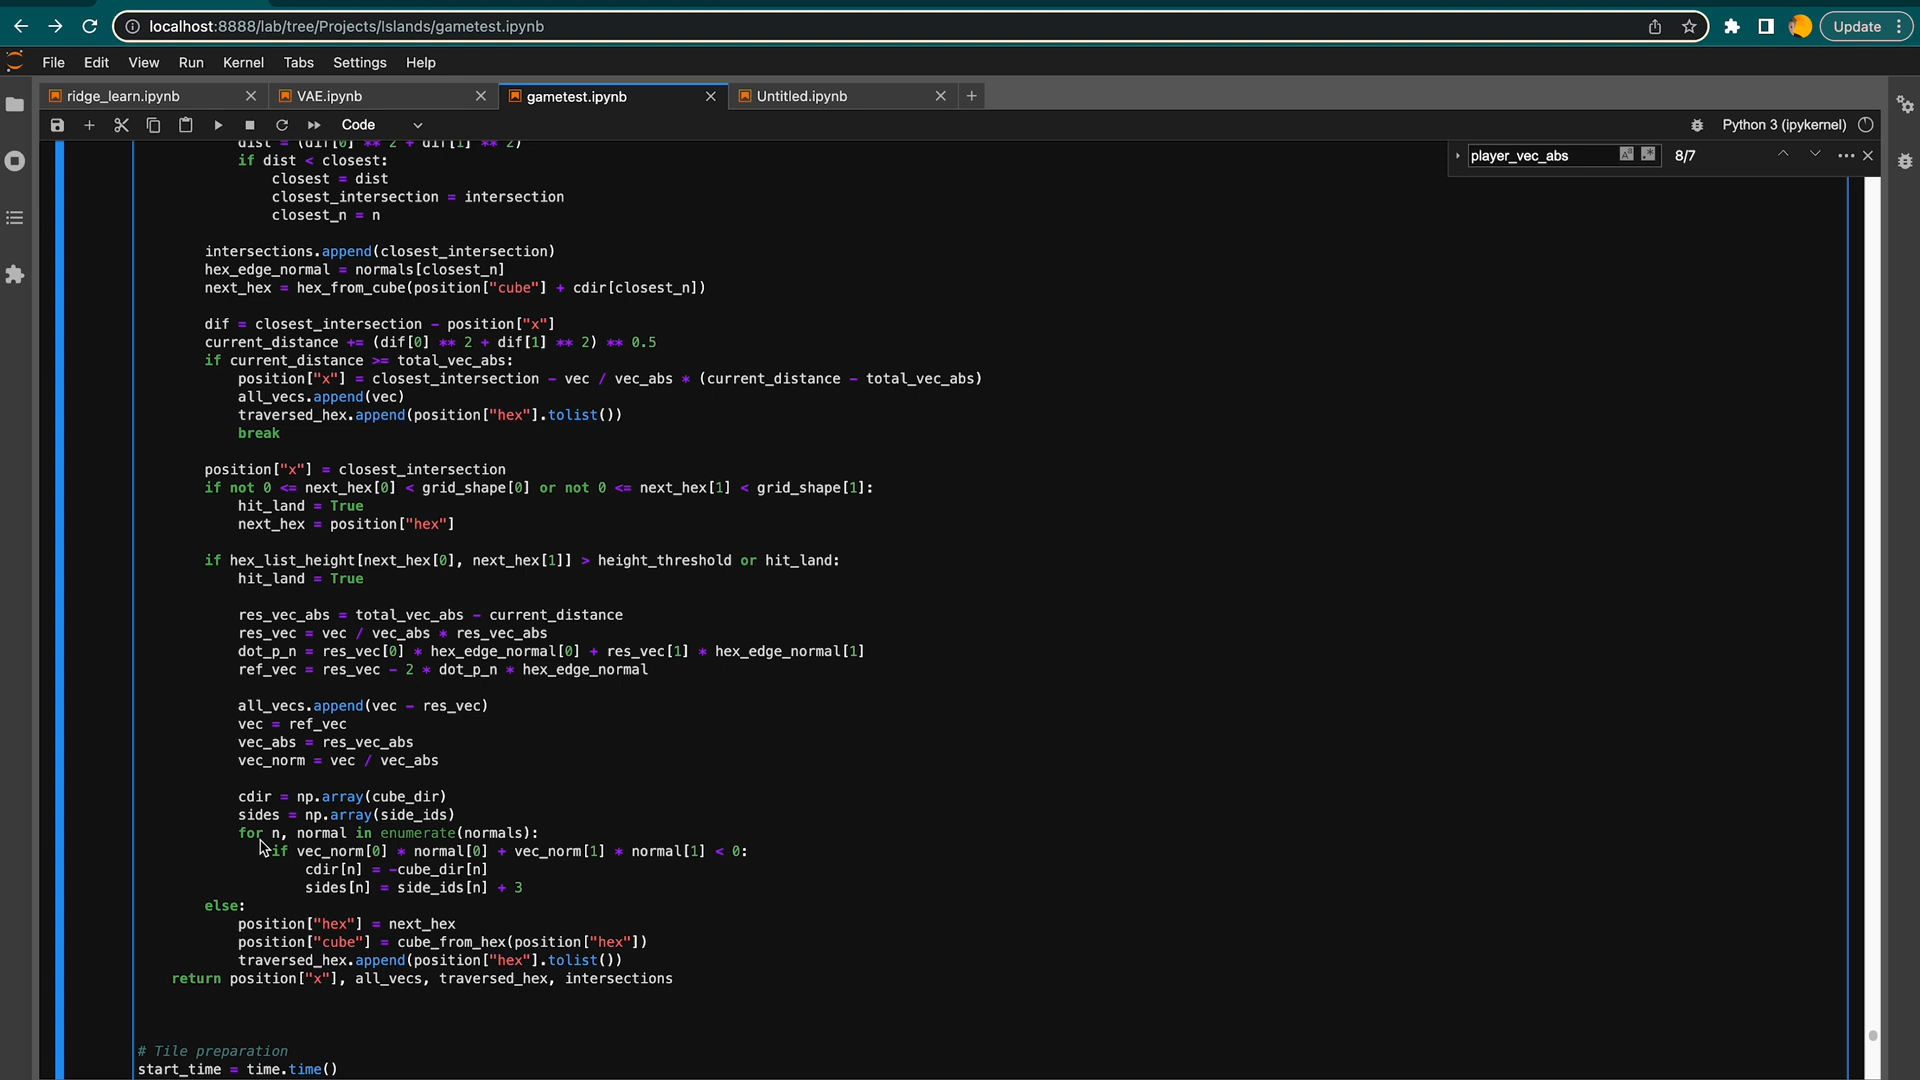 localhost:8888/lab/tree/Projects/Islands/gametest.ipynb
Update
File Edit View Run Kernel Tabs Settings Help
ridge_learn.ipynb VAE.ipynb gametest.ipynb Untitled.ipynb
Code Python 3 (ipykernel)
player_vec_abs 8/7
dist = (dif[0] ** 2 + dif[1] ** 2)
if dist < closest:
closest = dist
closest_intersection = intersection
closest_n = n
intersections.append(closest_intersection)
hex_edge_normal = normals[closest_n]
next_hex = hex_from_cube(position["cube"] + cdir[closest_n])
dif = closest_intersection - position["x"]
current_distance += (dif[0] ** 2 + dif[1] ** 2) ** 0.5
if current_distance >= total_vec_abs:
position["x"] = closest_intersection - vec / vec_abs * (current_distance - total_vec_abs)
all_vecs.append(vec)
traversed_hex.append(position["hex"].tolist())
break
position["x"] = closest_intersection
if not 0 <= next_hex[0] < grid_shape[0] or not 0 <= next_hex[1] < grid_shape[1]:
hit_land = True
next_hex = position["hex"]
if hex_list_height[next_hex[0], next_hex[1]] > height_threshold or hit_land:
hit_land = True
res_vec_abs = total_vec_abs - current_distance
res_vec = vec / vec_abs * res_vec_abs
dot_p_n = res_vec[0] * hex_edge_normal[0] + res_vec[1] * hex_edge_normal[1]
ref_vec = res_vec - 2 * dot_p_n * hex_edge_normal
all_vecs.append(vec - res_vec)
vec = ref_vec
vec_abs = res_vec_abs
vec_norm = vec / vec_abs
cdir = np.array(cube_dir)
sides = np.array(side_ids)
for n, normal in enumerate(normals):
if vec_norm[0] * normal[0] + vec_norm[1] * normal[1] < 0:
cdir[n] = -cube_dir[n]
sides[n] = side_ids[n] + 3
else:
position["hex"] = next_hex
position["cube"] = cube_from_hex(position["hex"])
traversed_hex.append(position["hex"].tolist())
return position["x"], all_vecs, traversed_hex, intersections
# Tile preparation
start_time = time.time()